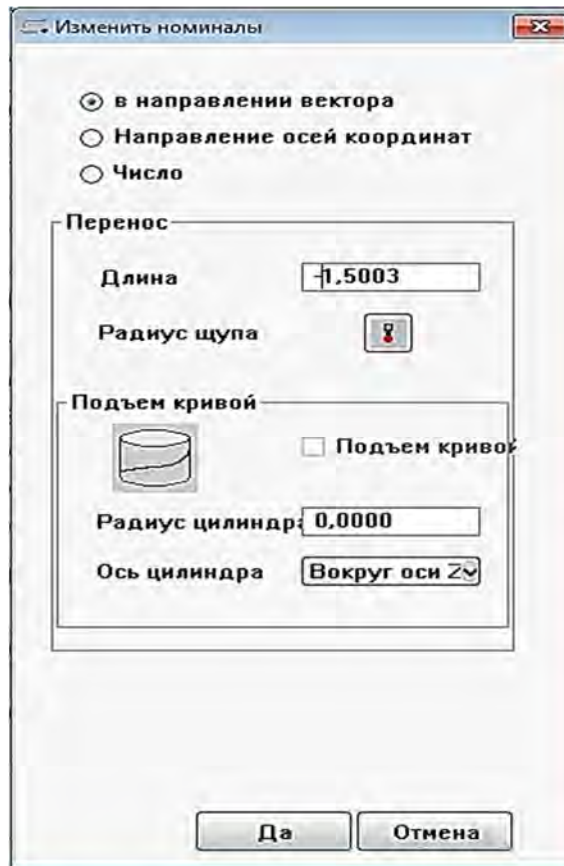 Изменить номиналы
в направлении вектора
Направление осей координат
Число
Перенос
Длина -1,5003
Радиус щупа
Подъем кривой
Подъем кривой
Радиус цилиндра 0,0000
Ось цилиндра Вокруг оси Z
Да Отмена